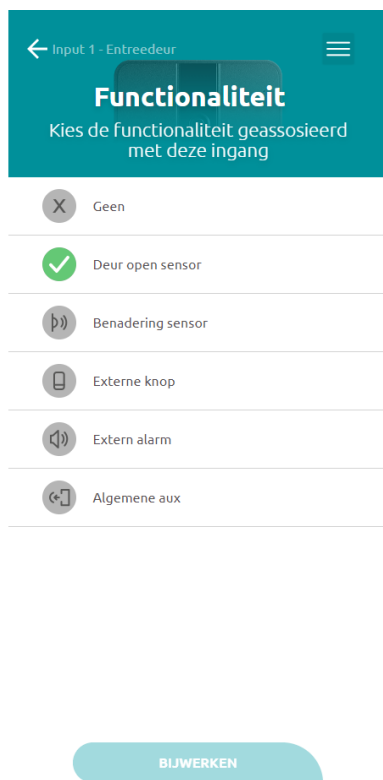 Input 1 - Entreedeur
Functionaliteit
Kies de functionaliteit geassosieerd
met deze ingang
Geen
Deur open sensor
Benadering sensor
Externe knop
Extern alarm
Algemene aux
BIJWERKEN